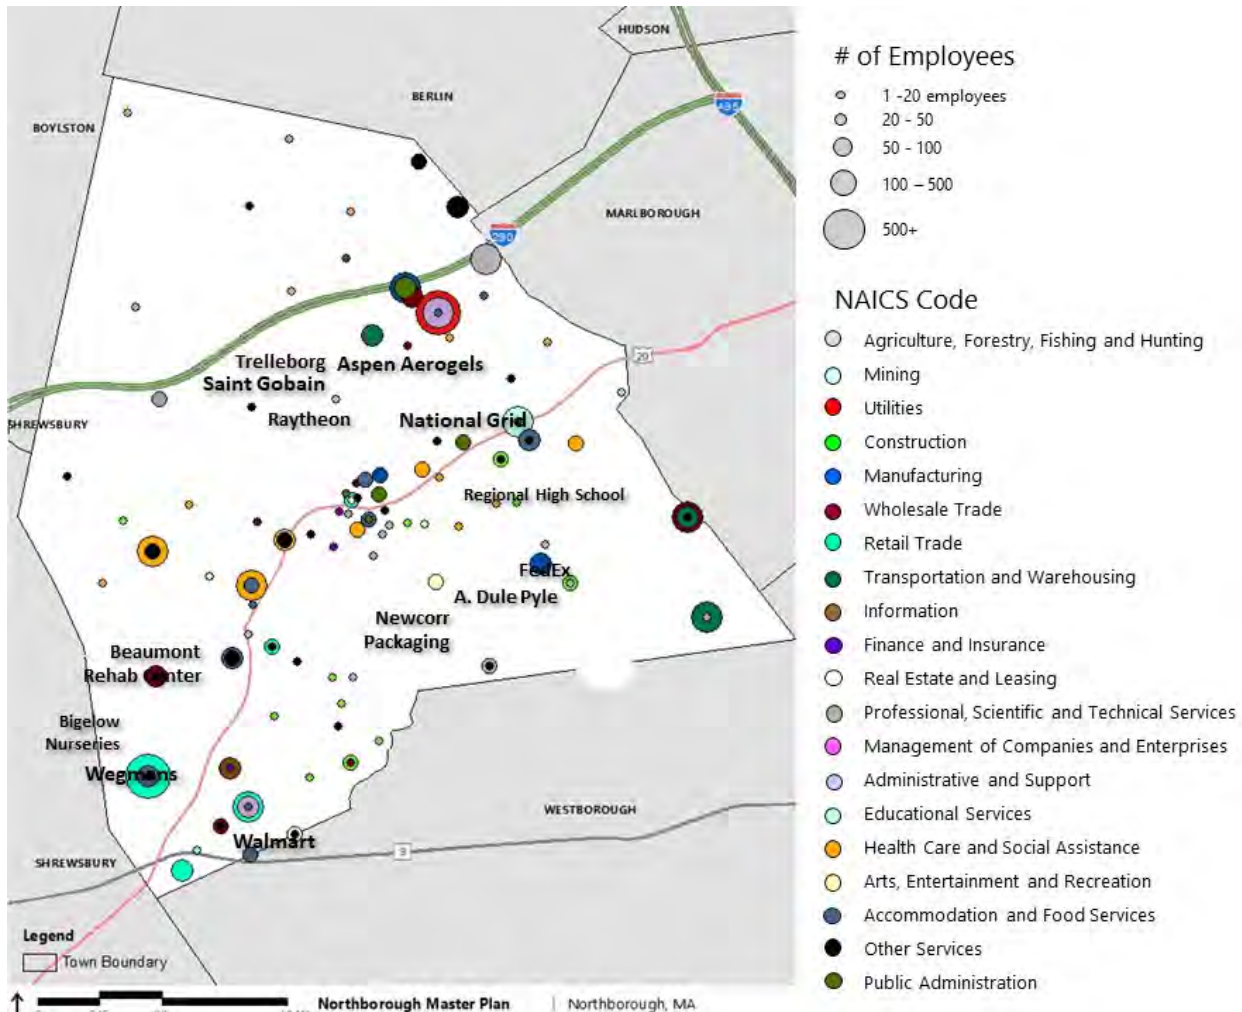 HUDSON
BERLIN
BOYLSTON
495
MARLBOROUGH
290
20
Trelleborg
Aspen Aerogels
Saint Gobain
Raytheon
National Grid
SHREWSBURY
Regional High School
FedEx
A. Dule Pyle
Newcorr
Packaging
Beaumont
Rehab Center
Bigelow
Nurseries
Wegmans
WESTBOROUGH
Walmart
9
SHREWSBURY
Legend
Town Boundary
Northborough Master Plan | Northborough, MA
# of Employees
1 -20 employees
20 - 50
50 - 100
100 – 500
500+
NAICS Code
Agriculture, Forestry, Fishing and Hunting
Mining
Utilities
Construction
Manufacturing
Wholesale Trade
Retail Trade
Transportation and Warehousing
Information
Finance and Insurance
Real Estate and Leasing
Professional, Scientific and Technical Services
Management of Companies and Enterprises
Administrative and Support
Educational Services
Health Care and Social Assistance
Arts, Entertainment and Recreation
Accommodation and Food Services
Other Services
Public Administration